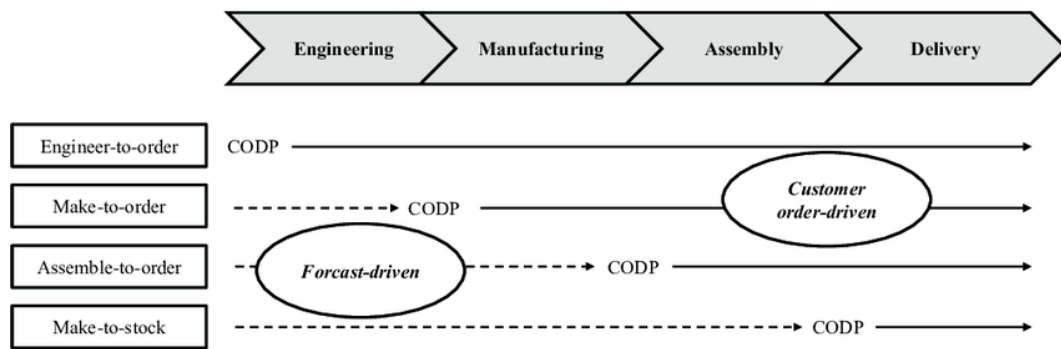 Engineering Manufacturing Assembly Delivery
Engineer-to-order CODP
Make-to-order CODP
Customer
order-driven
Assemble-to-order Forcast-driven CODP
Make-to-stock CODP